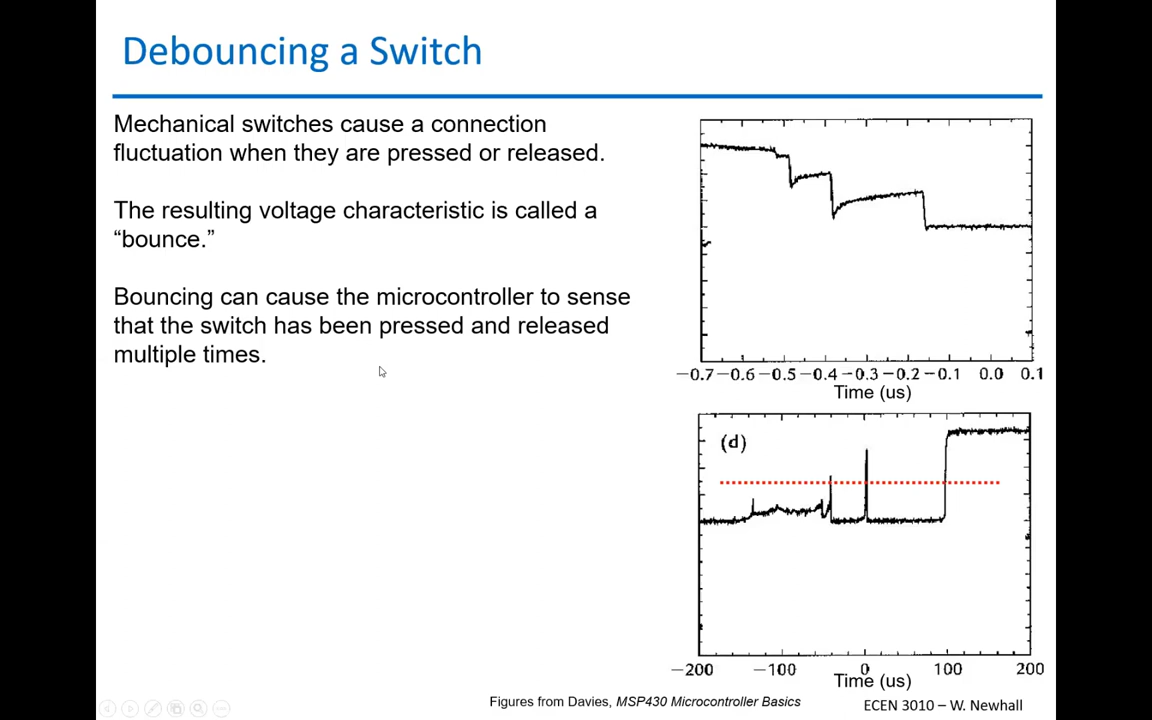 Debouncing a Switch
Mechanical switches cause a connection
fluctuation when they are pressed or released.
The resulting voltage characteristic is called a
“bounce.”
Bouncing can cause the microcontroller to sense
that the switch has been pressed and released
multiple times.
−0.7 −0.6 −0.5 −0.4 −0.3 −0.2 −0.1 0.0 0.1
Time (us)
(d)
−200 −100 0 100 200
Time (us)
Figures from Davies, MSP430 Microcontroller Basics
ECEN 3010 – W. Newhall